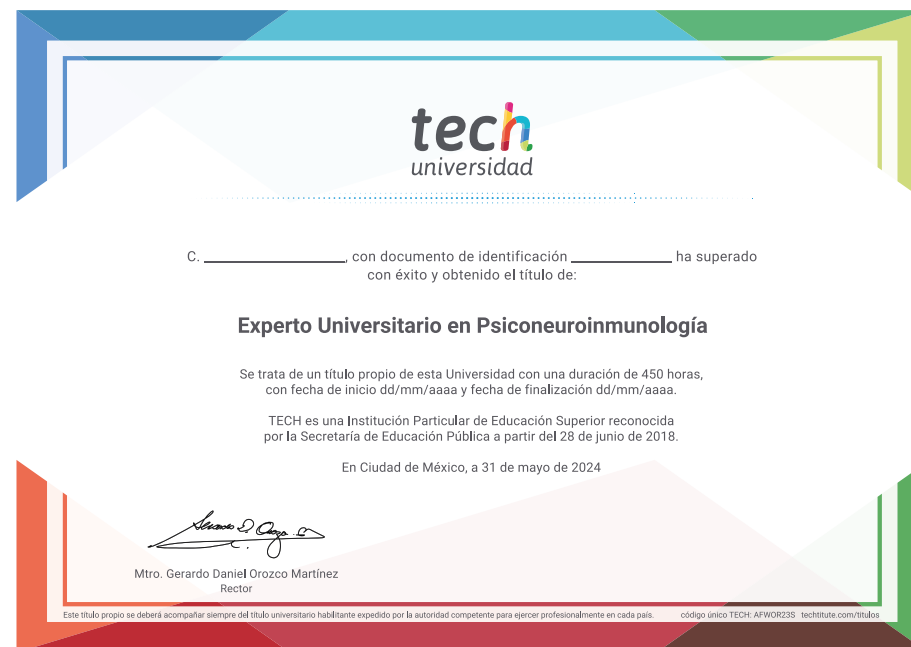 tech
universidad
C. ____________, con documento de identificación ____________ ha superado
con éxito y obtenido el título de:
Experto Universitario en Psiconeuroinmunología
Se trata de un título propio de esta Universidad con una duración de 450 horas,
con fecha de inicio dd/mm/aaaa y fecha de finalización dd/mm/aaaa.
TECH es una Institución Particular de Educación Superior reconocida
por la Secretaría de Educación Pública a partir del 28 de junio de 2018.
En Ciudad de México, a 31 de mayo de 2024
Mtro. Gerardo Daniel Orozco Martínez
Rector
Este título propio se deberá acompañar siempre del título universitario habilitante expedido por la autoridad competente para ejercer profesionalmente en cada país. código único TECH: AFWOR23S techtitute.com/titulos